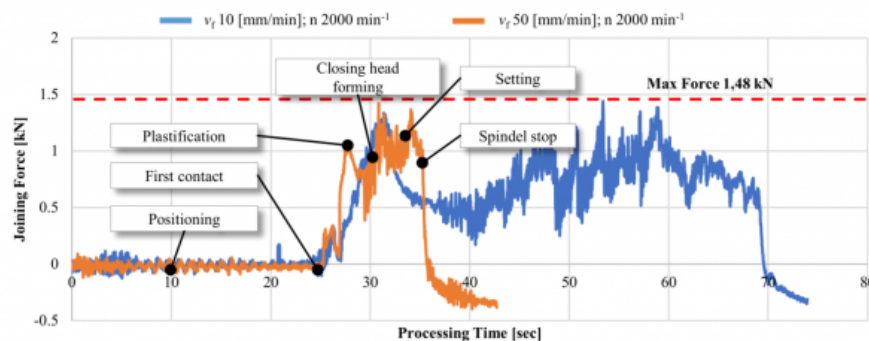 v_f 10 [mm/min]; n 2000 min⁻¹
v_f 50 [mm/min]; n 2000 min⁻¹
2
1.5
1
0.5
0
-0.5
Joining Force [kN]
Closing head
forming
Setting
Max Force 1,48 kN
Plastification
Spindel stop
First contact
Positioning
0
10
20
30
40
50
60
70
80
Processing Time [sec]